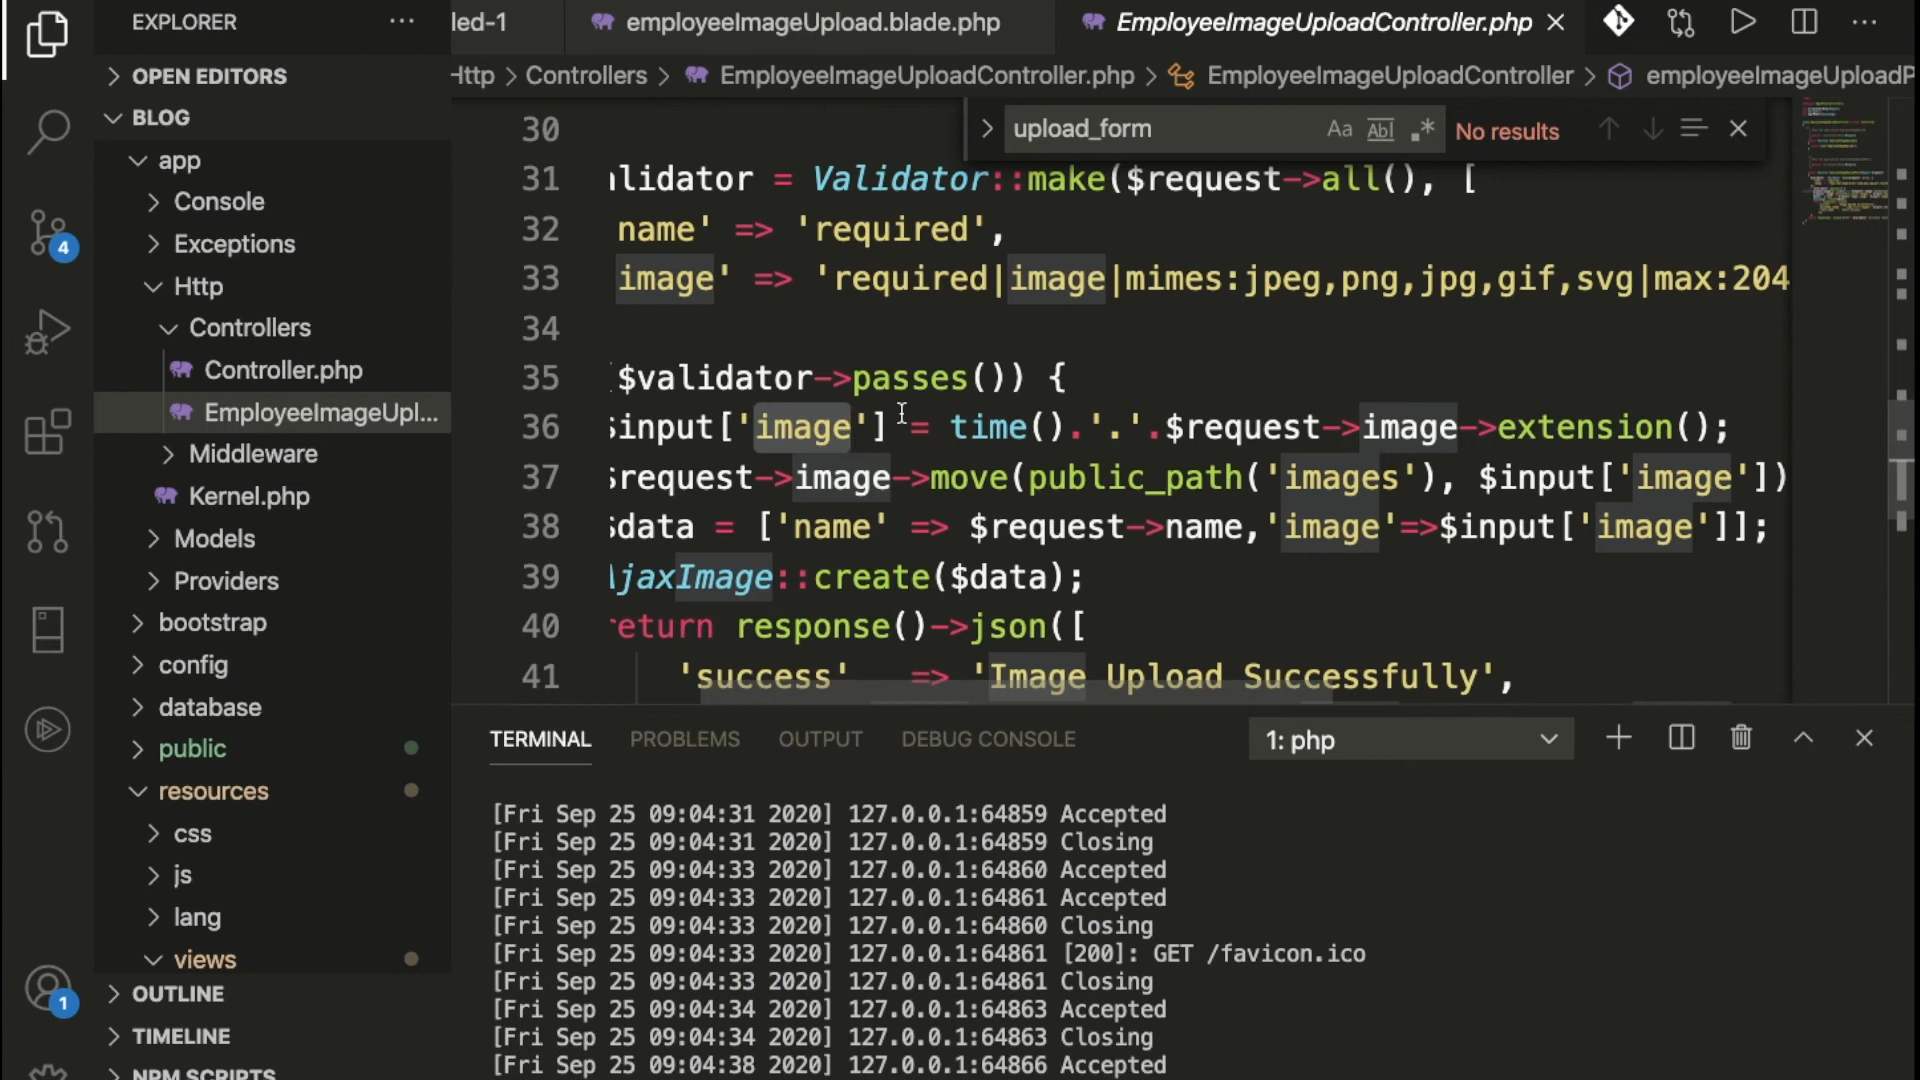 EXPLORER
OPEN EDITORS
BLOG
app
Console
Exceptions
Http
Controllers
Controller.php
EmployeeImageUpl...
Middleware
Kernel.php
Models
Providers
bootstrap
config
database
public
resources
css
js
lang
views
OUTLINE
TIMELINE
NPM SCRIPTS
4
1
led-1
employeeImageUpload.blade.php
EmployeeImageUploadController.php
Http > Controllers > EmployeeImageUploadController.php > EmployeeImageUploadController > employeeImageUploadP
upload_form
Aa
Abl
No results
30
31 alidator = Validator::make($request->all(), [
32 name' => 'required',
33 image' => 'required|image|mimes:jpeg,png,jpg,gif,svg|max:204
34
35 $validator->passes()) {
36 $input['image'] = time().'.'.$request->image->extension();
37 $request->image->move(public_path('images'), $input['image'])
38 $data = ['name' => $request->name,'image'=>$input['image']];
39 AjaxImage::create($data);
40 return response()->json([
41 'success' => 'Image Upload Successfully',
TERMINAL PROBLEMS OUTPUT DEBUG CONSOLE
1: php
[Fri Sep 25 09:04:31 2020] 127.0.0.1:64859 Accepted
[Fri Sep 25 09:04:31 2020] 127.0.0.1:64859 Closing
[Fri Sep 25 09:04:33 2020] 127.0.0.1:64860 Accepted
[Fri Sep 25 09:04:33 2020] 127.0.0.1:64861 Accepted
[Fri Sep 25 09:04:33 2020] 127.0.0.1:64860 Closing
[Fri Sep 25 09:04:33 2020] 127.0.0.1:64861 [200]: GET /favicon.ico
[Fri Sep 25 09:04:33 2020] 127.0.0.1:64861 Closing
[Fri Sep 25 09:04:34 2020] 127.0.0.1:64863 Accepted
[Fri Sep 25 09:04:34 2020] 127.0.0.1:64863 Closing
[Fri Sep 25 09:04:38 2020] 127.0.0.1:64866 Accepted